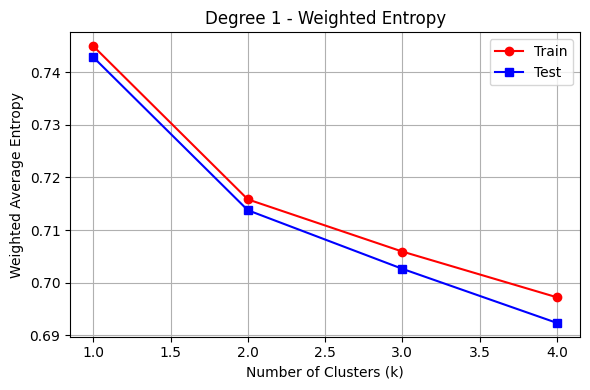 Degree 1 - Weighted Entropy
Train
Test
Weighted Average Entropy
0.74
0.73
0.72
0.71
0.70
0.69
1.0 1.5 2.0 2.5 3.0 3.5 4.0
Number of Clusters (k)